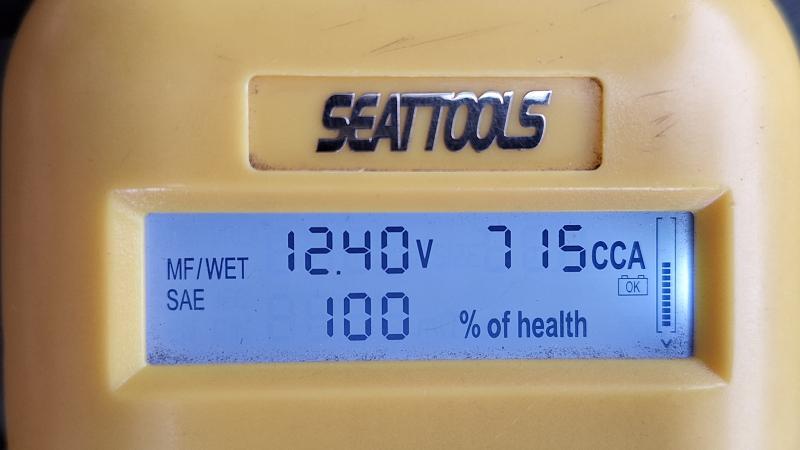 SEATTOOLS
MF/WET 12.40V 715CCA
OK
SAE 100 % of health